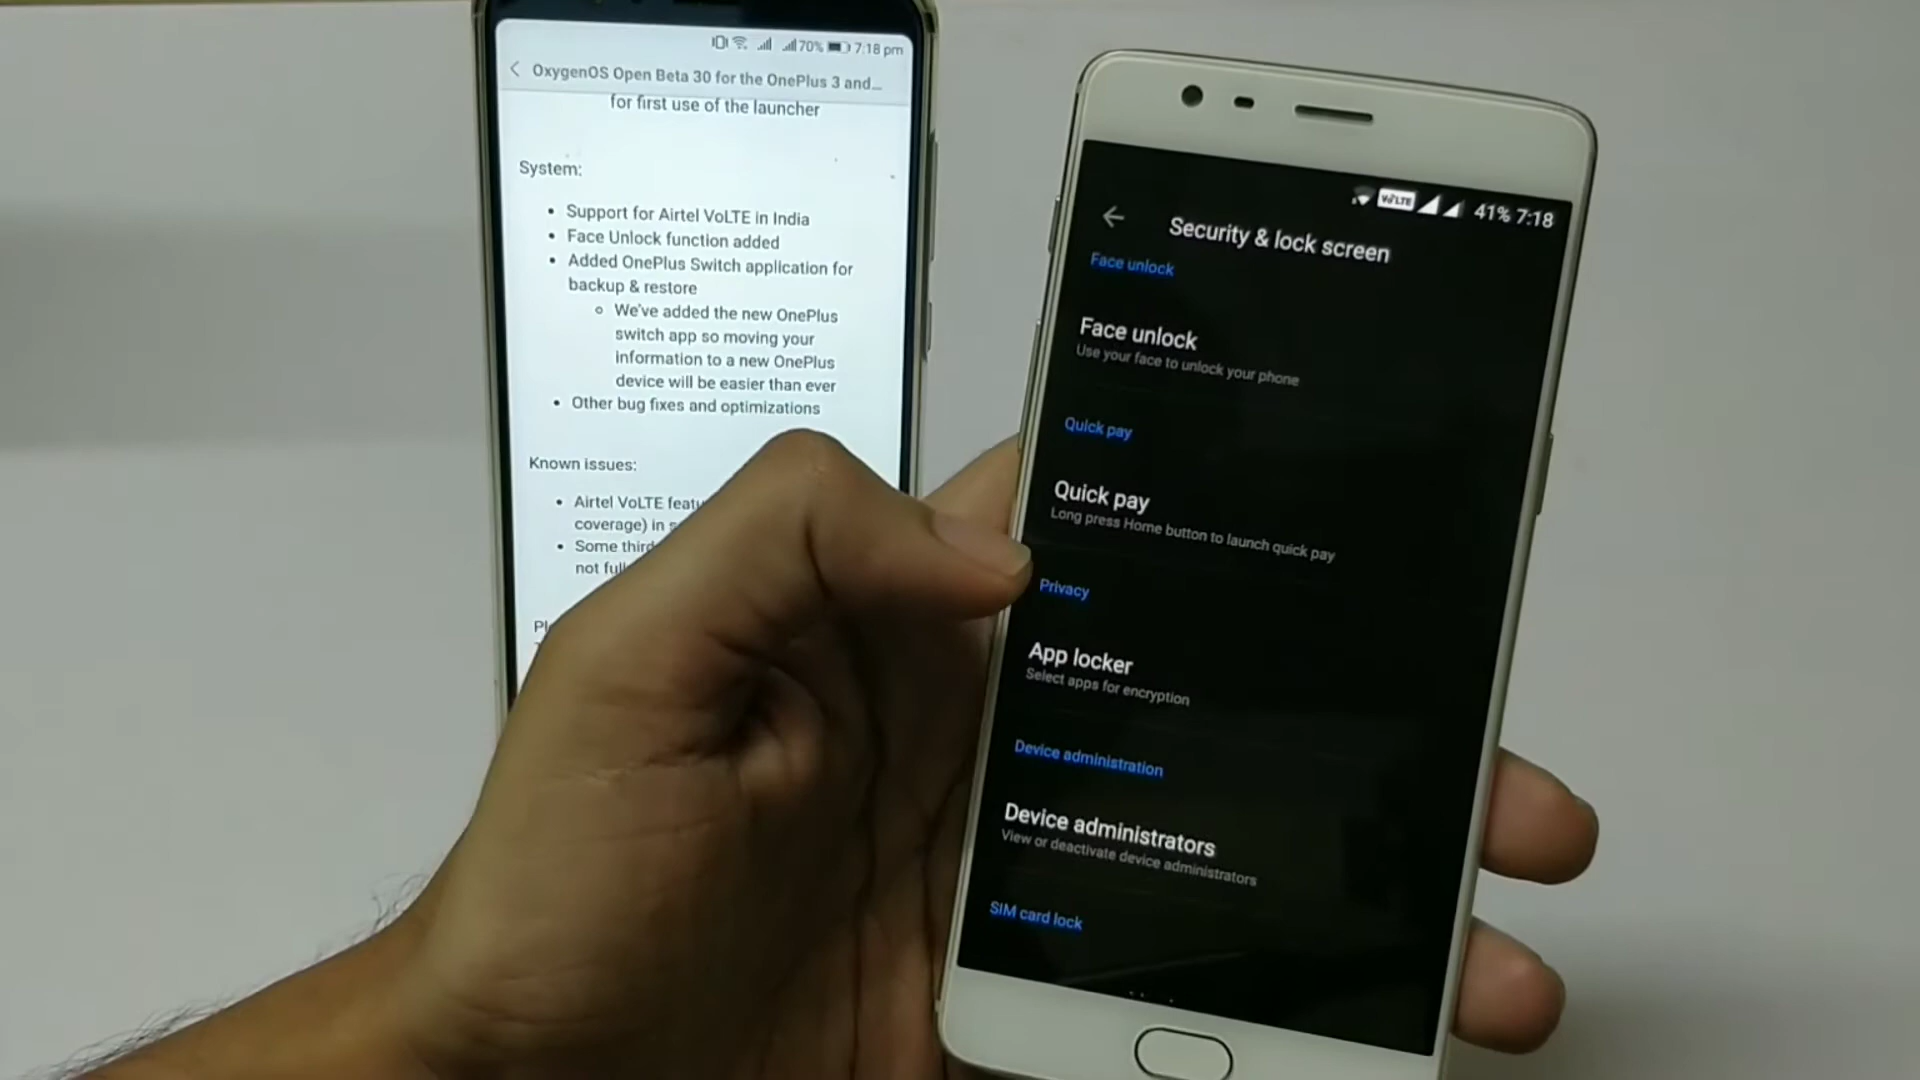 70% 7:18 pm
OxygenOS Open Beta 30 for the OnePlus 3 and...
for first use of the launcher
System:
• Support for Airtel VoLTE in India
• Face Unlock function added
• Added OnePlus Switch application for
backup & restore
o We've added the new OnePlus
switch app so moving your
information to a new OnePlus
device will be easier than ever
• Other bug fixes and optimizations
Known issues:
• Airtel VoLTE
coverage) in
• Some third
not
VoLTE 41% 7:18
Security & lock screen
Face unlock
Face unlock
Use your face to unlock your phone
Quick pay
Quick pay
Long press Home button to launch quick pay
Privacy
App locker
Select apps for encryption
Device administration
Device administrators
View or deactivate device administrators
SIM card lock